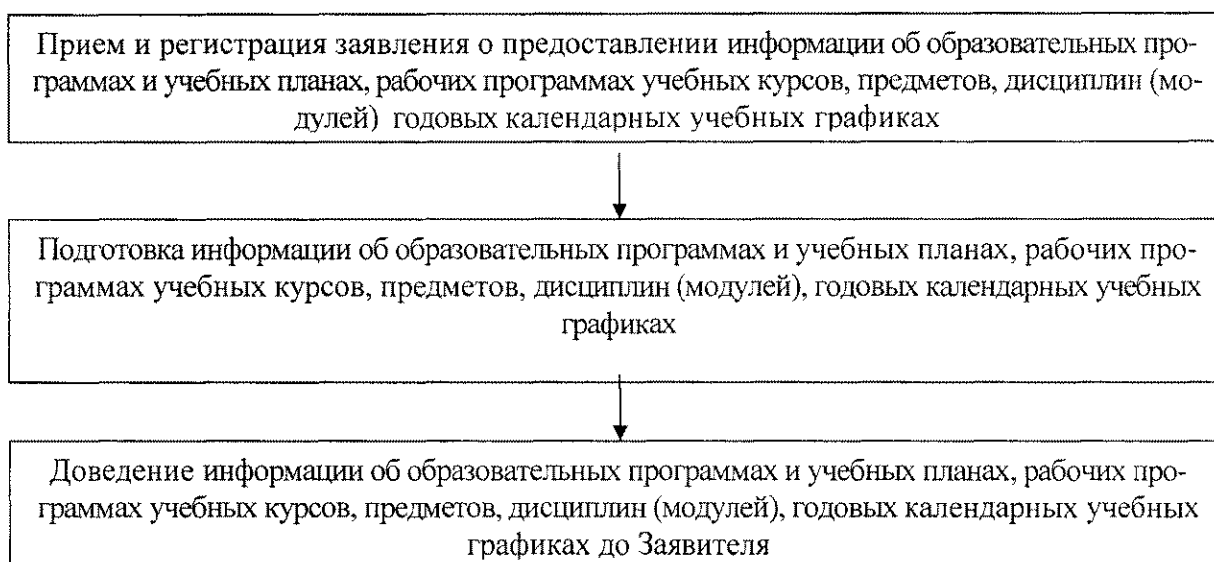 Прием и регистрация заявления о предоставлении информации об образовательных про-
граммах и учебных планах, рабочих программах учебных курсов, предметов, дисциплин (мо-
дулей) годовых календарных учебных графиках
Подготовка информации об образовательных программах и учебных планах, рабочих про-
граммах учебных курсов, предметов, дисциплин (модулей), годовых календарных учебных
графиках
Доведение информации об образовательных программах и учебных планах, рабочих про-
граммах учебных курсов, предметов, дисциплин (модулей), годовых календарных учебных
графиках до Заявителя